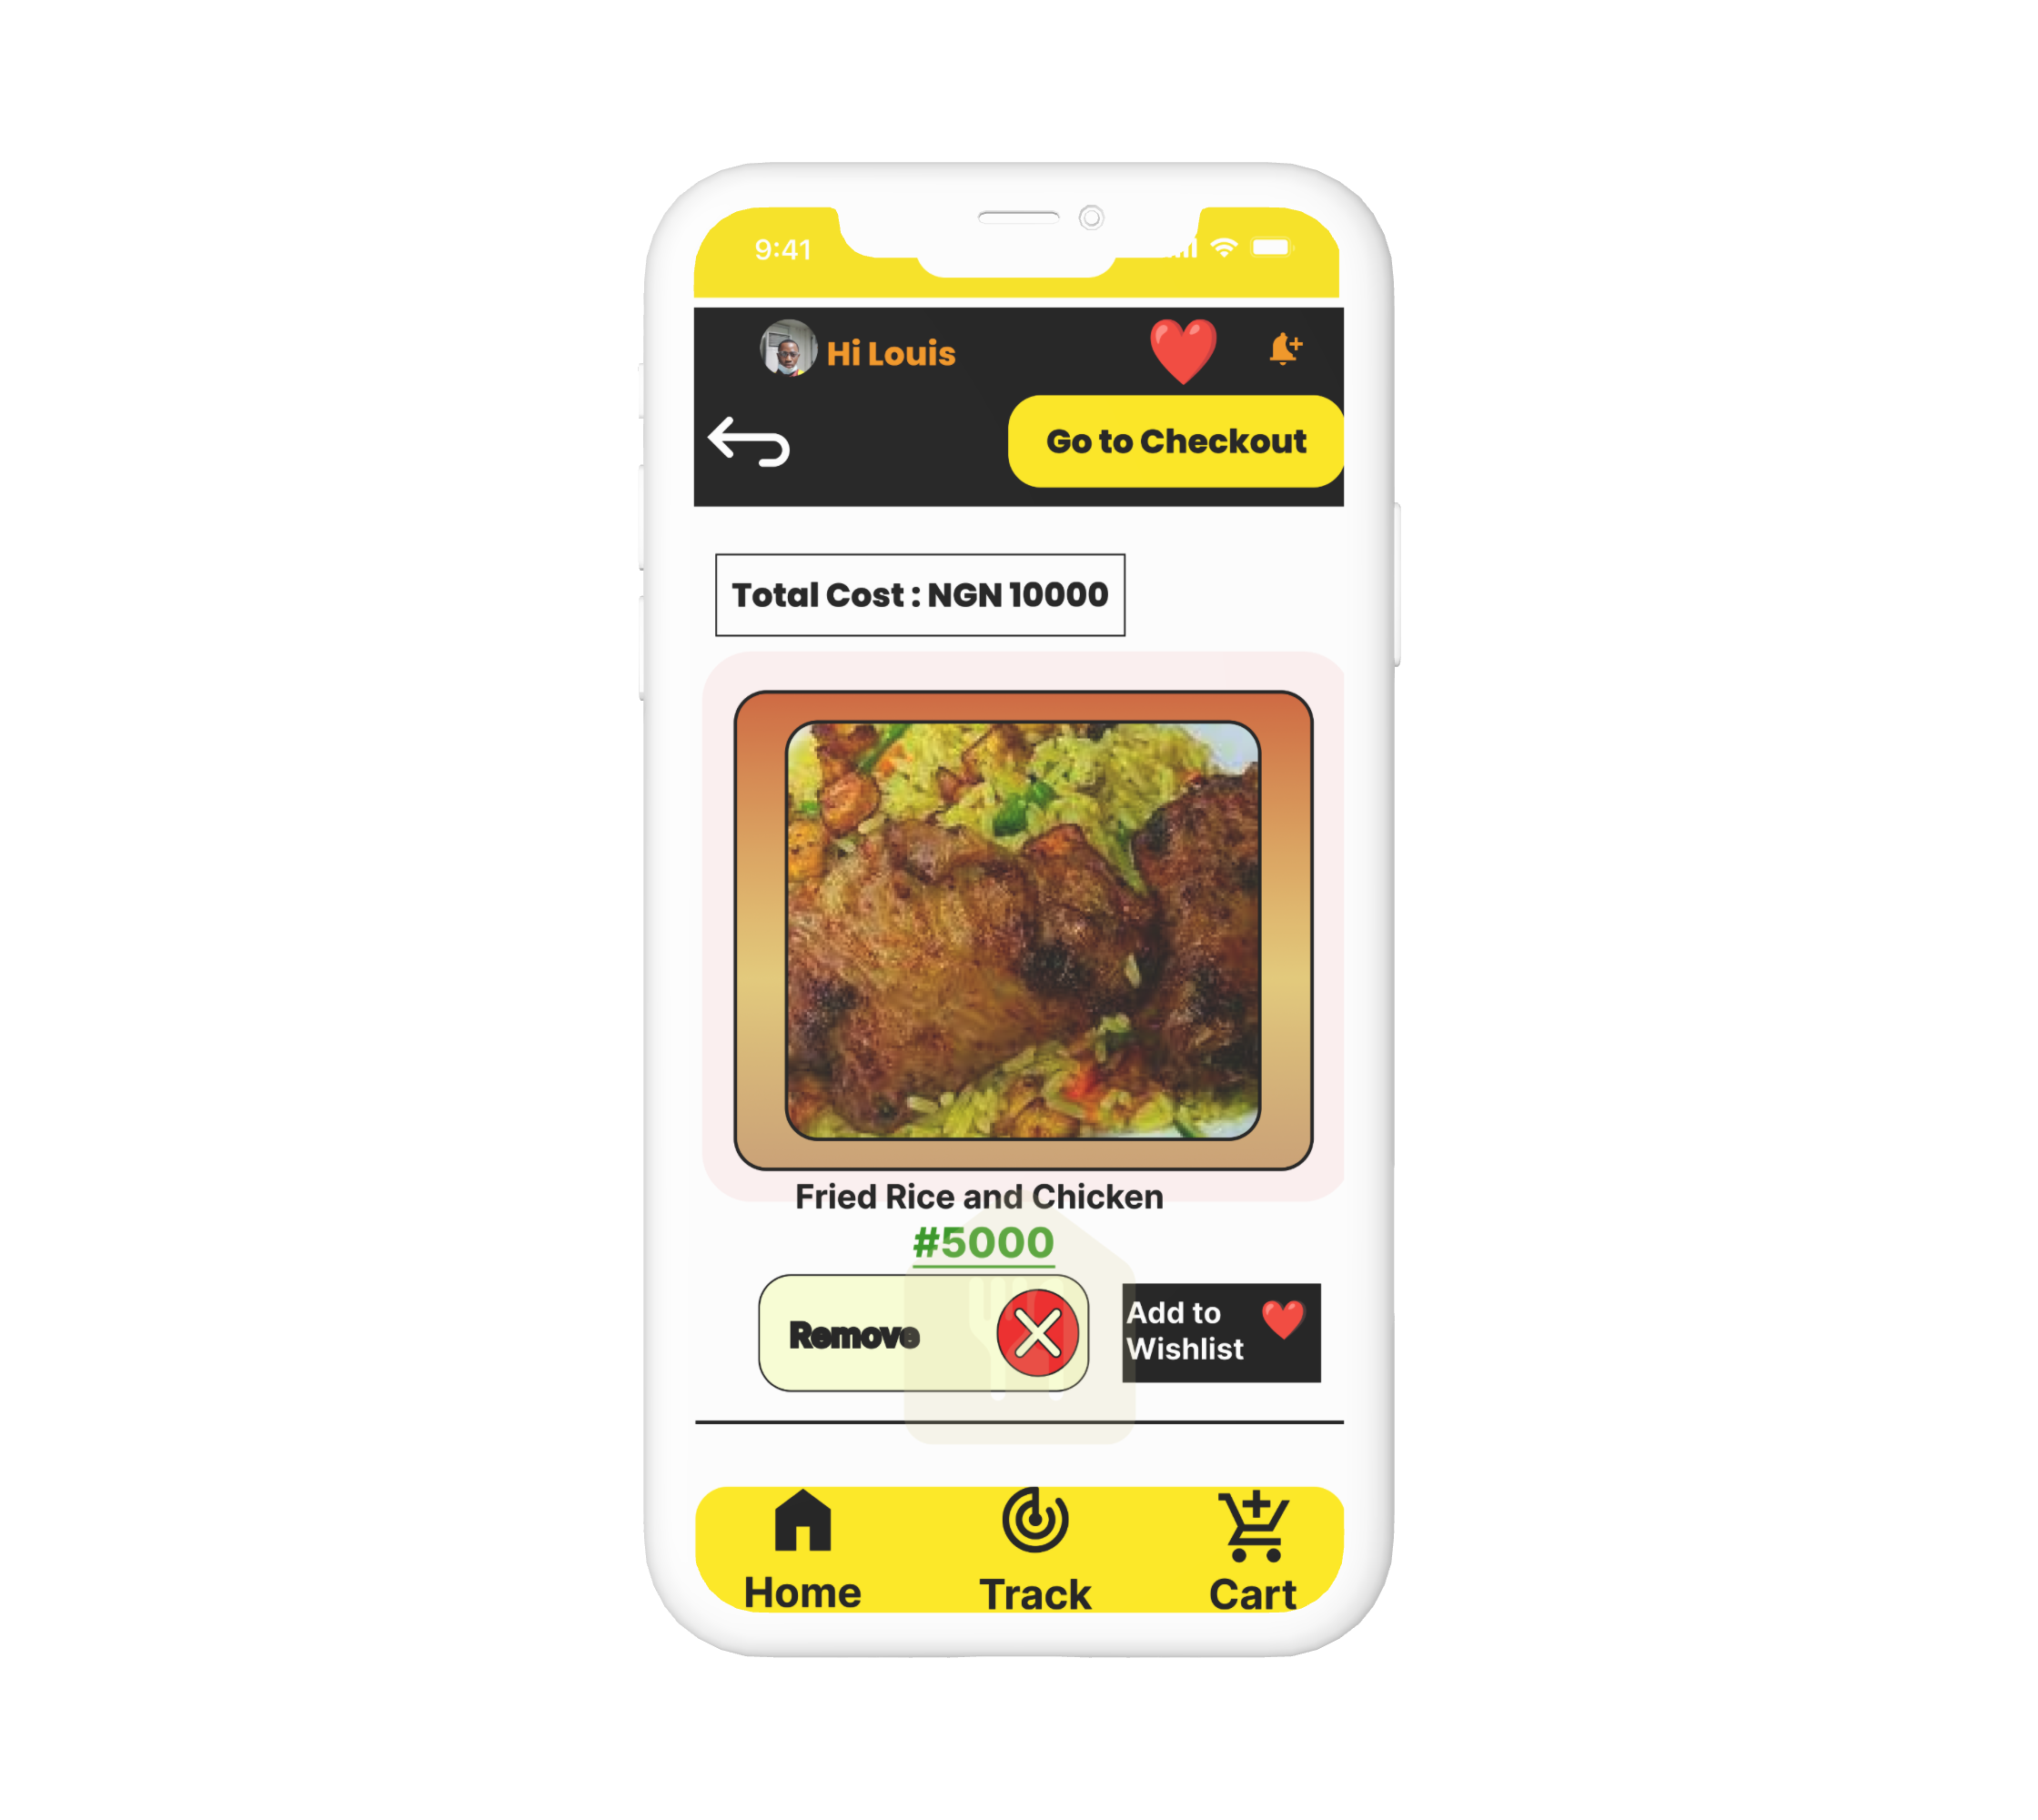 9:41
Hi Louis
Go to Checkout
Total Cost : NGN 10000
Fried Rice and Chicken
#5000
Remove
Add to
Wishlist
Home
Track
Cart